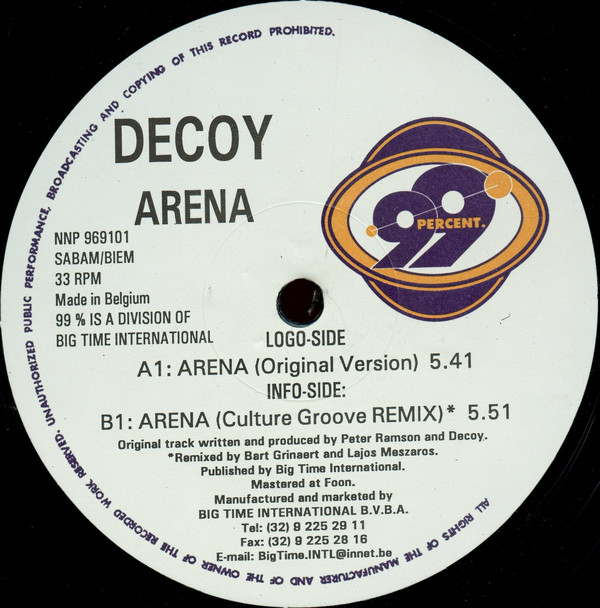 DECOY
ARENA
99 PERCENT.
NNP 969101
SABAM/BIEM
33 RPM
Made in Belgium
99 % IS A DIVISION OF
BIG TIME INTERNATIONAL
LOGO-SIDE
A1: ARENA (Original Version) 5.41
INFO-SIDE:
B1: ARENA (Culture Groove REMIX)* 5.51
Original track written and produced by Peter Ramson and Decoy.
*Remixed by Bart Grinaert and Lajos Meszaros.
Published by Big Time International.
Mastered at Foon.
Manufactured and marketed by
BIG TIME INTERNATIONAL B.V.B.A.
Tel: (32) 9 225 29 11
Fax: (32) 9 225 28 16
E-mail: BigTime.INTL@innet.be
ALL RIGHTS OF THE MANUFACTURER AND OF THE OWNER OF THE RECORDED WORK RESERVED. UNAUTHORIZED PUBLIC PERFORMANCE, BROADCASTING AND COPYING OF THIS RECORD PROHIBITED.